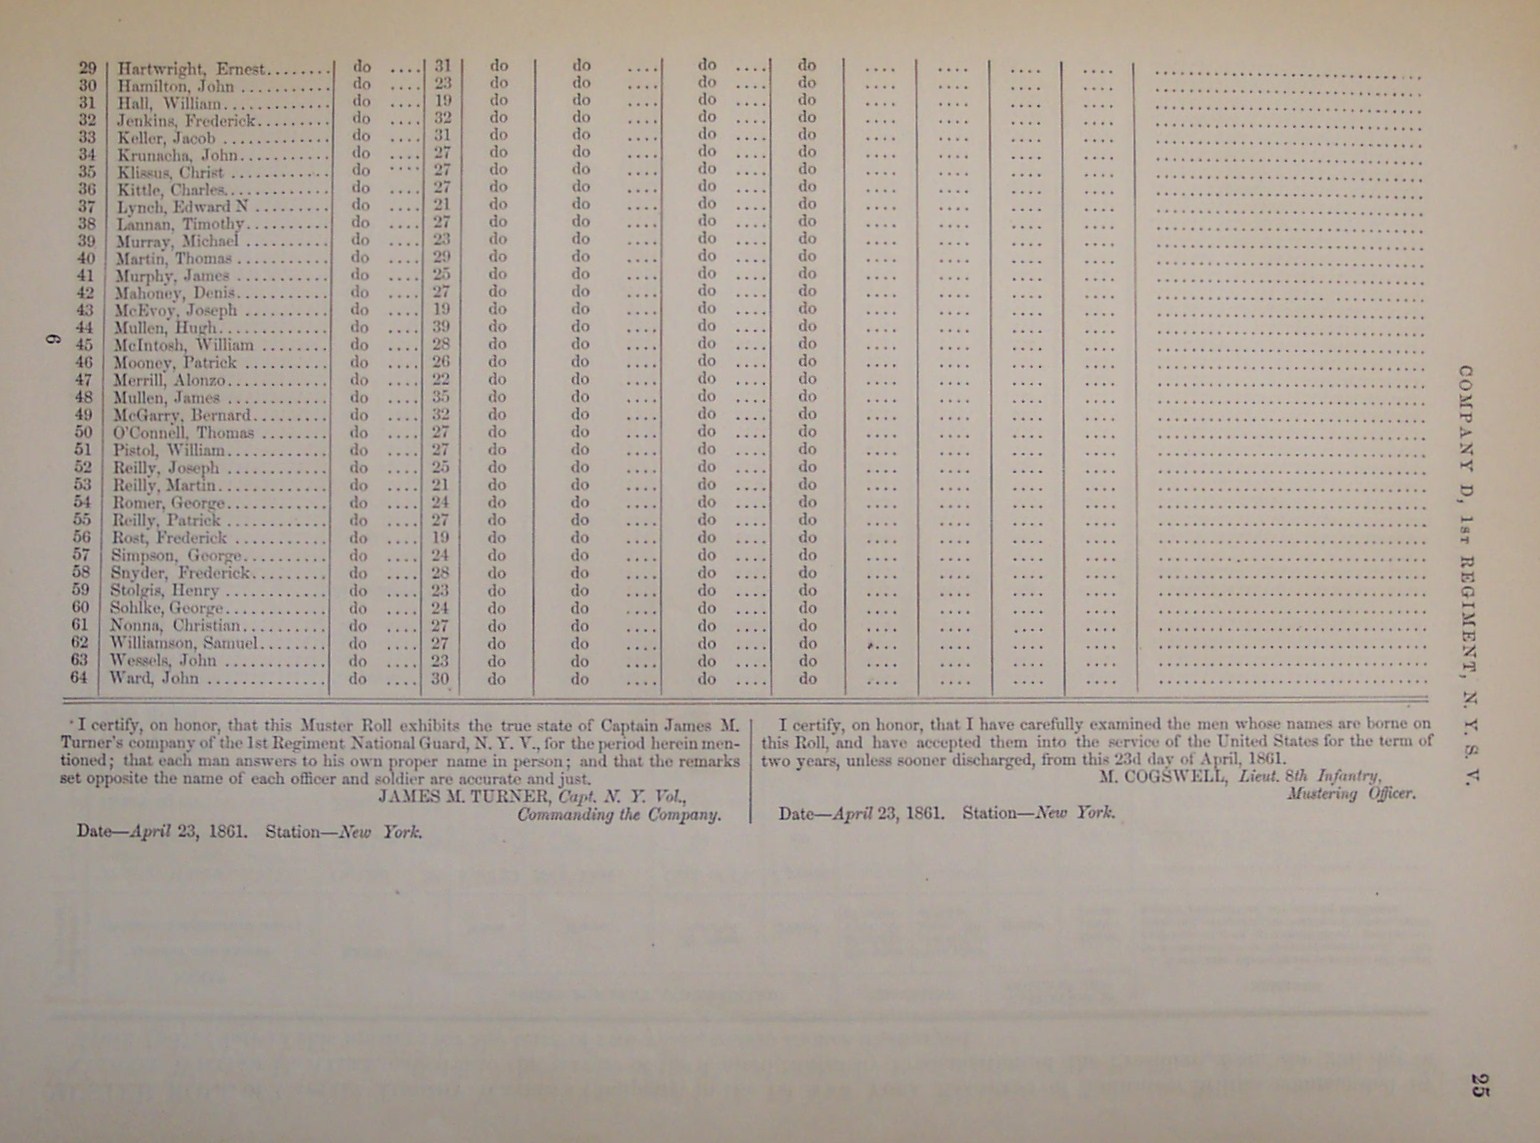 29 Hartwright, Ernest........ do .... 31 do do .... do .... do .... .... .... ....
30 Hamilton, John ........... do .... 23 do do .... do .... do .... .... .... ....
31 Hall, William............. do .... 19 do do .... do .... do .... .... .... ....
32 Jenkins, Frederick......... do .... 32 do do .... do .... do .... .... .... ....
33 Keller, Jacob ............. do .... 31 do do .... do .... do .... .... .... ....
34 Krunacha, John........... do .... 27 do do .... do .... do .... .... .... ....
35 Klissus, Christ ............ do .... 27 do do .... do .... do .... .... .... ....
36 Kittle, Charles............. do .... 27 do do .... do .... do .... .... .... ....
37 Lynch, Edward N ......... do .... 21 do do .... do .... do .... .... .... ....
38 Lannan, Timothy.......... do .... 27 do do .... do .... do .... .... .... ....
39 Murray, Michael .......... do .... 23 do do .... do .... do .... .... .... ....
40 Martin, Thomas ........... do .... 29 do do .... do .... do .... .... .... ....
41 Murphy, James ........... do .... 25 do do .... do .... do .... .... .... ....
42 Mahoney, Denis........... do .... 27 do do .... do .... do .... .... .... ....
43 McEvoy, Joseph .......... do .... 19 do do .... do .... do .... .... .... ....
44 Mullen, Hugh............. do .... 39 do do .... do .... do .... .... .... ....
45 McIntosh, William ........ do .... 28 do do .... do .... do .... .... .... ....
46 Mooney, Patrick .......... do .... 26 do do .... do .... do .... .... .... ....
47 Merrill, Alonzo............ do .... 22 do do .... do .... do .... .... .... ....
48 Mullen, James ............ do .... 35 do do .... do .... do .... .... .... ....
49 McGarry, Bernard......... do .... 32 do do .... do .... do .... .... .... ....
50 O'Connell, Thomas ........ do .... 27 do do .... do .... do .... .... .... ....
51 Pistol, William............ do .... 27 do do .... do .... do .... .... .... ....
52 Reilly, Joseph ............ do .... 25 do do .... do .... do .... .... .... ....
53 Reilly, Martin............. do .... 21 do do .... do .... do .... .... .... ....
54 Romer, George............ do .... 24 do do .... do .... do .... .... .... ....
55 Reilly, Patrick ............ do .... 27 do do .... do .... do .... .... .... ....
56 Rost, Frederick ........... do .... 19 do do .... do .... do .... .... .... ....
57 Simpson, George.......... do .... 24 do do .... do .... do .... .... .... ....
58 Snyder, Frederick......... do .... 28 do do .... do .... do .... .... .... ....
59 Stolgis, Henry ............ do .... 23 do do .... do .... do .... .... .... ....
60 Sohlke, George............ do .... 24 do do .... do .... do .... .... .... ....
61 Nonna, Christian.......... do .... 27 do do .... do .... do .... .... .... ....
62 Williamson, Samuel........ do .... 27 do do .... do .... do .... .... .... ....
63 Wessels, John ............ do .... 23 do do .... do .... do .... .... .... ....
64 Ward, John .............. do .... 30 do do .... do .... do .... .... .... ....
6
I certify, on honor, that this Muster Roll exhibits the true state of Captain James M.
Turner's company of the 1st Regiment National Guard, N. Y. V., for the period herein men-
tioned; that each man answers to his own proper name in person; and that the remarks
set opposite the name of each officer and soldier are accurate and just.
JAMES M. TURNER, Capt. N. Y. Vol.,
Commanding the Company.
Date—April 23, 1861. Station—New York.
I certify, on honor, that I have carefully examined the men whose names are borne on
this Roll, and have accepted them into the service of the United States for the term of
two years, unless sooner discharged, from this 23d day of April, 1861.
M. COGSWELL, Lieut. 8th Infantry,
Mustering Officer.
Date—April 23, 1861. Station—New York.
COMPANY D, 1ST REGIMENT, N. Y. S. V.
25